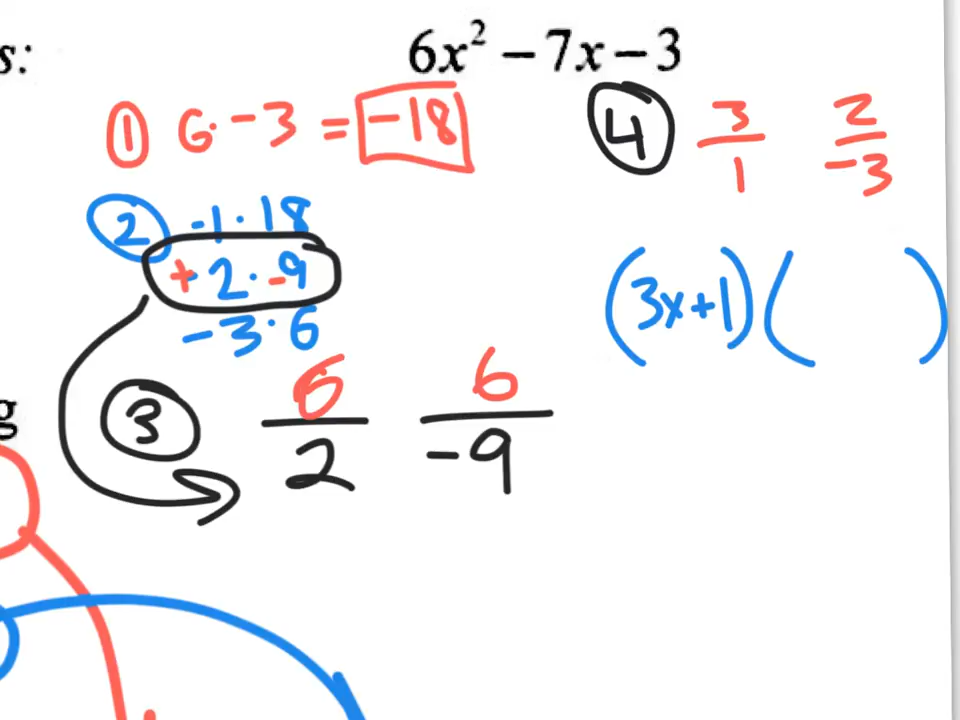 s:
6x² − 7x − 3
① 6 · −3 = −18
④ 3/1 2/−3
② −1 · 18
+2 · −9
−3 · 6
(3x+1)( )
③ 6/2 6/−9
g